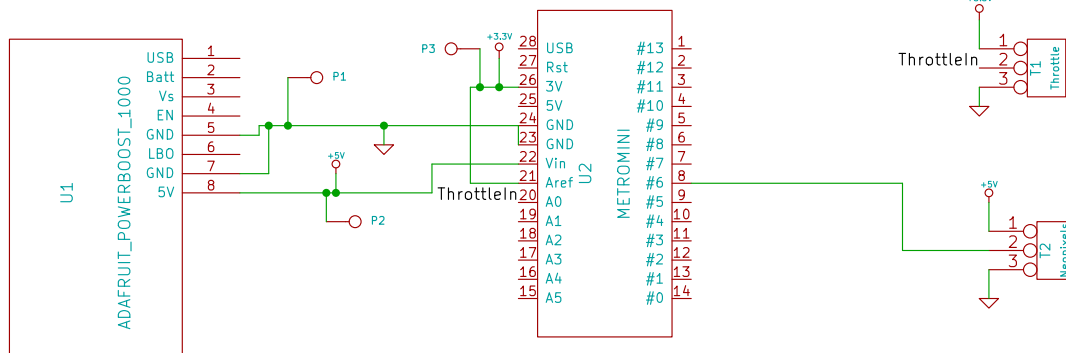 U1
ADAFRUIT_POWERBOOST_1000
USB 1
Batt 2
Vs 3
EN 4
GND 5
LBO 6
GND 7
5V 8
P1
+5V
P2
P3
+3.3V
ThrottleIn
U2
METROMINI
28 USB
27 Rst
26 3V
25 5V
24 GND
23 GND
22 Vin
21 Aref
20 A0
19 A1
18 A2
17 A3
16 A4
15 A5
#13 1
#12 2
#11 3
#10 4
#9 5
#8 6
#7 7
#6 8
#5 9
#4 10
#3 11
#2 12
#1 13
#0 14
ThrottleIn
1
2
3
T1
Throttle
+5V
1
2
3
T2
Neopixels